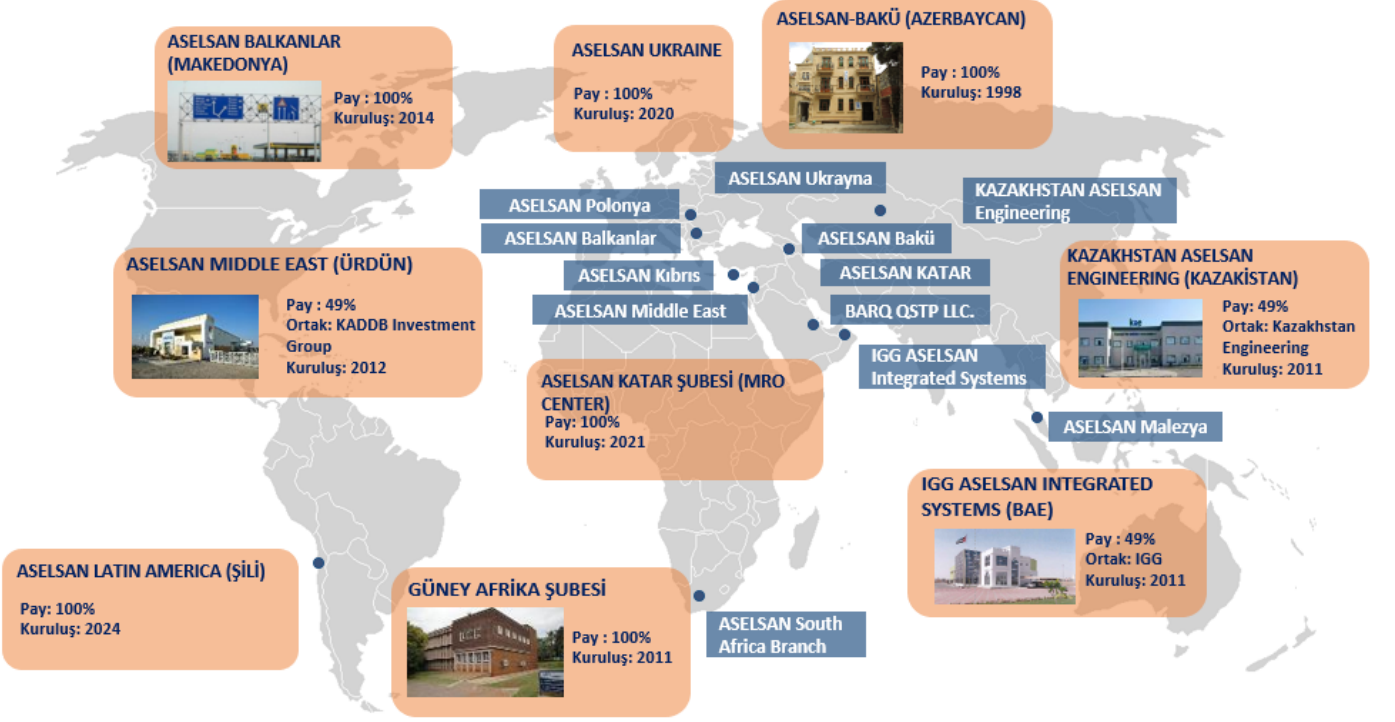 ASELSAN BALKANLAR
(MAKEDONYA)
Pay : 100%
Kuruluş: 2014
ASELSAN UKRAINE
Pay : 100%
Kuruluş: 2020
ASELSAN-BAKÜ (AZERBAYCAN)
Pay : 100%
Kuruluş: 1998
ASELSAN Ukrayna
KAZAKHSTAN ASELSAN
Engineering
ASELSAN Polonya
ASELSAN Balkanlar
ASELSAN Bakü
ASELSAN Kıbrıs
ASELSAN KATAR
ASELSAN Middle East
BARQ QSTP LLC.
IGG ASELSAN
Integrated Systems
ASELSAN MIDDLE EAST (ÜRDÜN)
Pay : 49%
Ortak: KADDB Investment
Group
Kuruluş: 2012
KAZAKHSTAN ASELSAN
ENGINEERING (KAZAKİSTAN)
kae
Pay: 49%
Ortak: Kazakhstan
Engineering
Kuruluş: 2011
ASELSAN KATAR ŞUBESİ (MRO
CENTER)
Pay: 100%
Kuruluş: 2021
ASELSAN Malezya
IGG ASELSAN INTEGRATED
SYSTEMS (BAE)
Pay : 49%
Ortak: IGG
Kuruluş: 2011
ASELSAN LATIN AMERICA (ŞİLİ)
Pay: 100%
Kuruluş: 2024
GÜNEY AFRİKA ŞUBESİ
Pay : 100%
Kuruluş: 2011
ASELSAN South
Africa Branch